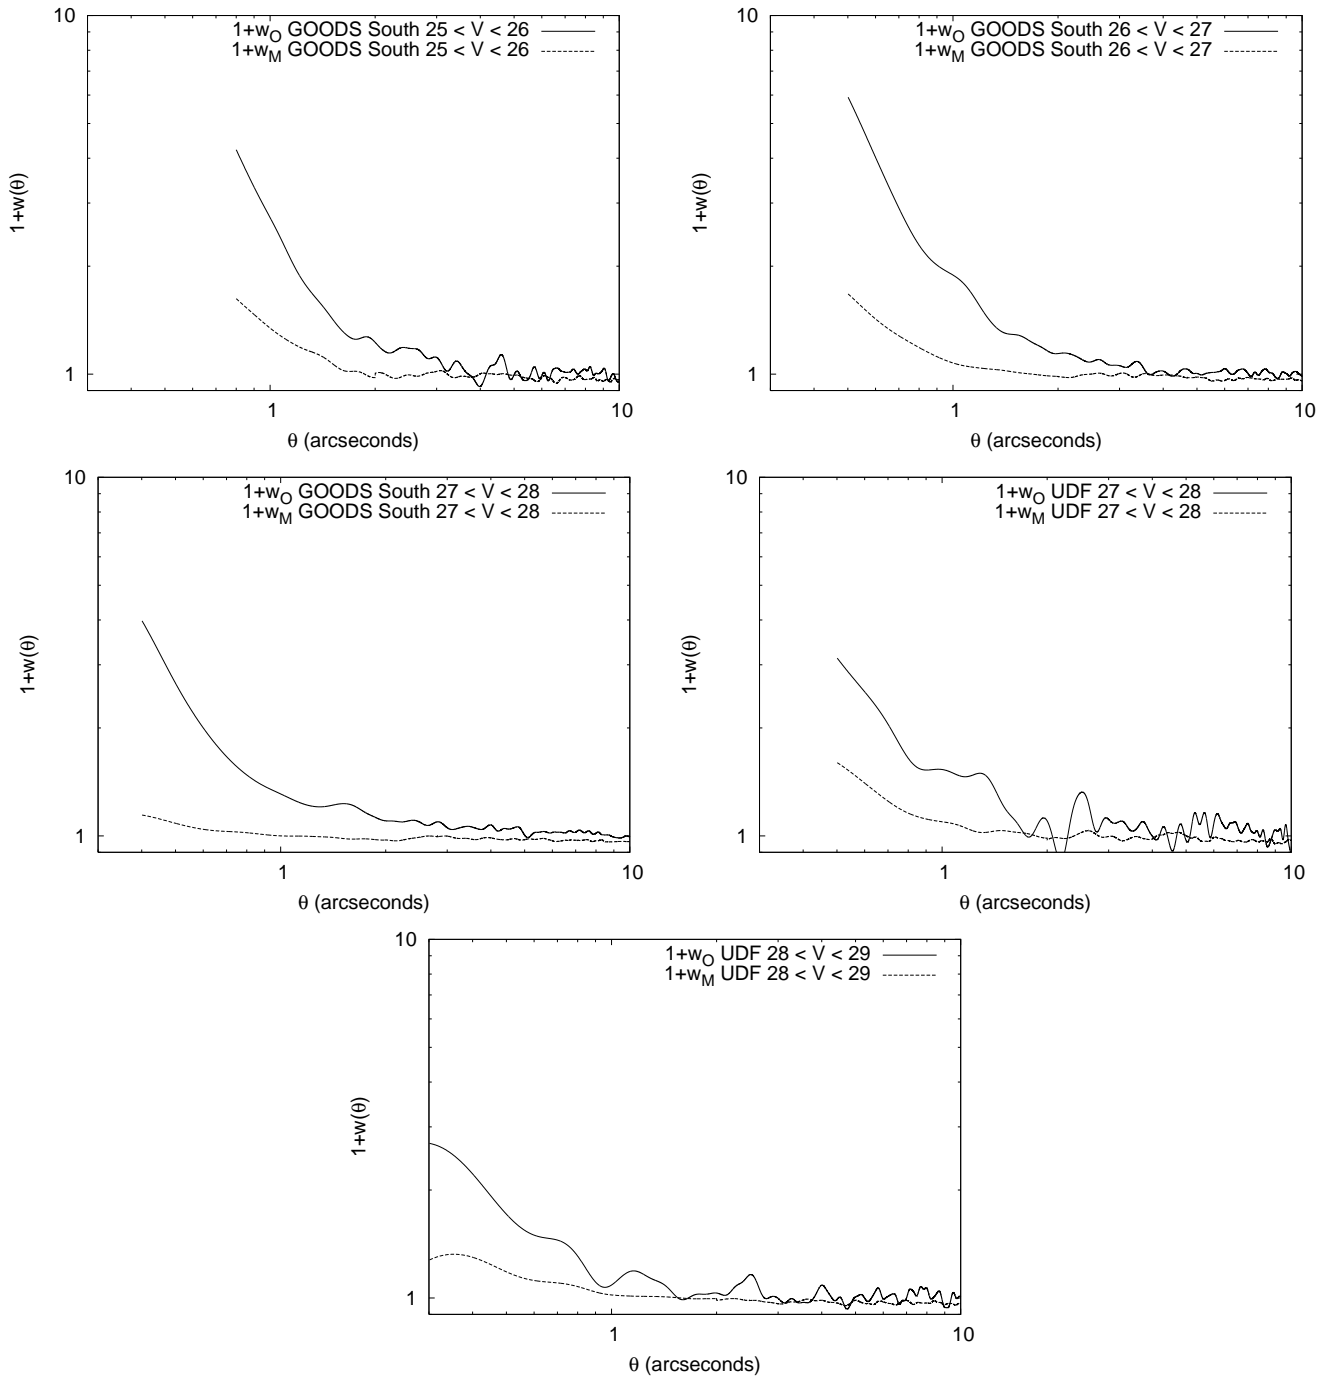 10
1+w_O GOODS South 25 < V < 26
1+w_M GOODS South 25 < V < 26
1+w(θ)
1
1
10
θ (arcseconds)
10
1+w_O GOODS South 26 < V < 27
1+w_M GOODS South 26 < V < 27
1+w(θ)
1
1
10
θ (arcseconds)
10
1+w_O GOODS South 27 < V < 28
1+w_M GOODS South 27 < V < 28
1+w(θ)
1
1
10
θ (arcseconds)
10
1+w_O UDF 27 < V < 28
1+w_M UDF 27 < V < 28
1+w(θ)
1
1
10
θ (arcseconds)
10
1+w_O UDF 28 < V < 29
1+w_M UDF 28 < V < 29
1+w(θ)
1
1
10
θ (arcseconds)